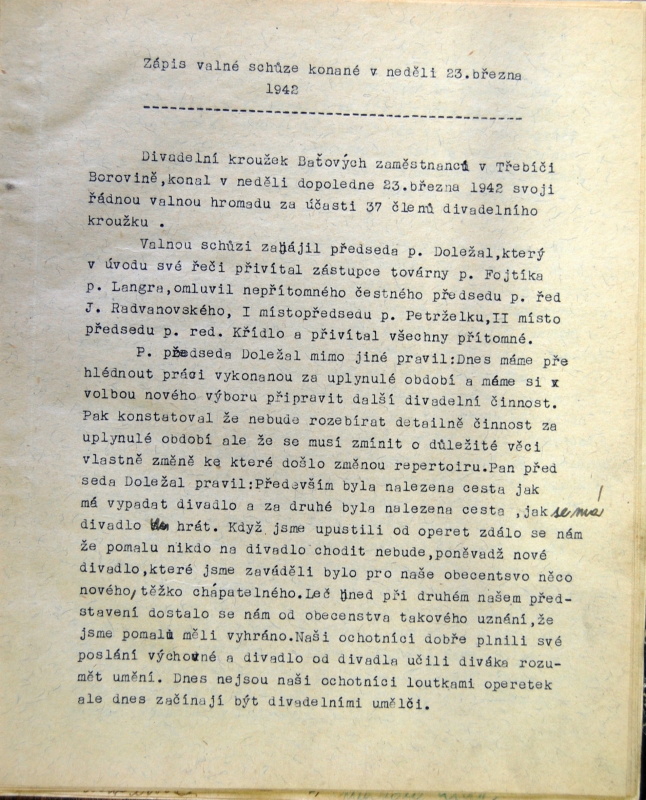 Zápis valné schůze konané v neděli 23.března
1942
Divadelní kroužek Baťových zaměstnanců v Třebíči
Borovině,konal v neděli dopoledne 23.března 1942 svoji
řádnou valnou hromadu za účasti 37 členů divadelního
kroužku .
Valnou schůzi zahájil předseda p. Doležal,který
v úvodu své řeči přivítal zástupce továrny p. Fojtíka
p. Langra,omluvil nepřítomného čestného předsedu p. řed
J. Radvanovského, I místopředsedu p. Petrželku,II místo
předsedu p. red. Křídlo a přivítal všechny přítomné.
P. předseda Doležal mimo jiné pravil:Dnes máme pře
hlédnout práci vykonanou za uplynulé období a máme si
volbou nového výboru připravit další divadelní činnost.
Pak konstatoval že nebude rozebírat detailně činnost za
uplynulé období ale že se musí zmínit o důležité věci
vlastně změně ke které došlo změnou repertoiru.Pan před
seda Doležal pravil:Především byla nalezena cesta jak
má vypadat divadlo a za druhé byla nalezena cesta ,jak se má
divadlo hrát. Když jsme upustili od operet zdálo se nám
že pomalu nikdo na divadlo chodit nebude,poněvadž nové
divadlo,které jsme zaváděli bylo pro naše obecentsvo něco
nového,těžko chápatelného.Leč hned při druhém našem před-
stavení dostalo se nám od obecenstva takového uznání,že
jsme pomalu měli vyhráno.Naši ochotníci dobře plnili své
poslání výchovné a divadlo od divadla učili diváka rozu-
mět umění. Dnes nejsou naši ochotníci loutkami operetek
ale dnes začínají být divadelními umělči.